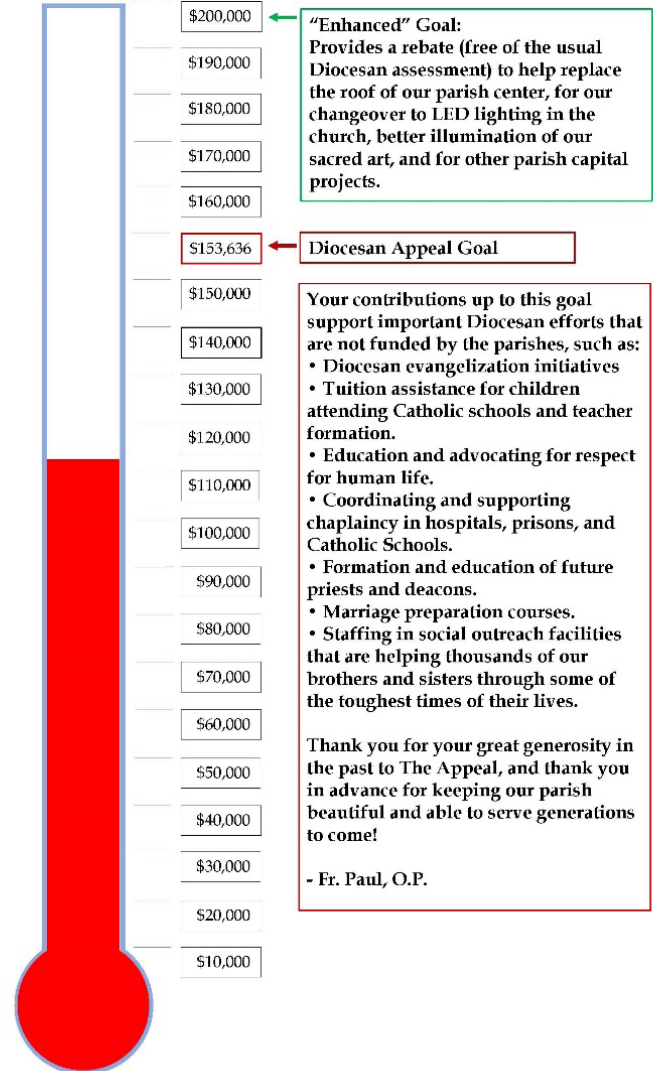 $200,000
$190,000
$180,000
$170,000
$160,000
$153,636
$150,000
$140,000
$130,000
$120,000
$110,000
$100,000
$90,000
$80,000
$70,000
$60,000
$50,000
$40,000
$30,000
$20,000
$10,000
“Enhanced” Goal:
Provides a rebate (free of the usual
Diocesan assessment) to help replace
the roof of our parish center, for our
changeover to LED lighting in the
church, better illumination of our
sacred art, and for other parish capital
projects.
Diocesan Appeal Goal
Your contributions up to this goal
support important Diocesan efforts that
are not funded by the parishes, such as:
• Diocesan evangelization initiatives
• Tuition assistance for children
attending Catholic schools and teacher
formation.
• Education and advocating for respect
for human life.
• Coordinating and supporting
chaplaincy in hospitals, prisons, and
Catholic Schools.
• Formation and education of future
priests and deacons.
• Marriage preparation courses.
• Staffing in social outreach facilities
that are helping thousands of our
brothers and sisters through some of
the toughest times of their lives.
Thank you for your great generosity in
the past to The Appeal, and thank you
in advance for keeping our parish
beautiful and able to serve generations
to come!
- Fr. Paul, O.P.